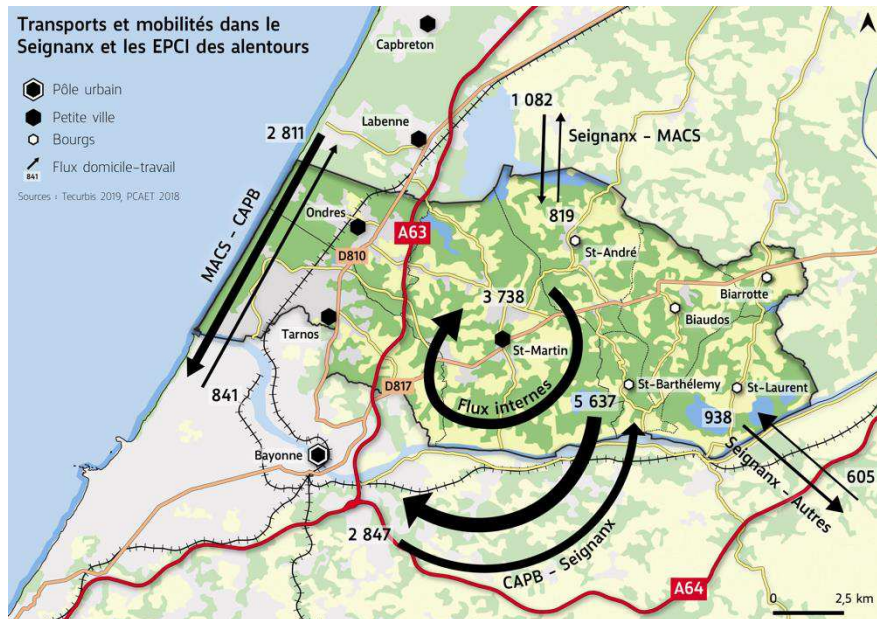 Transports et mobilités dans le
Seignanx et les EPCI des alentours
Pôle urbain
Petite ville
Bourgs
841
Flux domicile-travail
Sources : Tecurbis 2019, PCAET 2018
Capbreton
Labenne
2 811
1 082
Seignanx - MACS
819
MACS - CAPB
Ondres
A63
D810
St-André
Biarrotte
3 738
Biaudos
Tarnos
St-Martin
D817
Flux internes
St-Barthélemy
St-Laurent
841
5 637
938
Bayonne
Seignanx - Autres
605
2 847
CAPB - Seignanx
A64
0
2,5 km